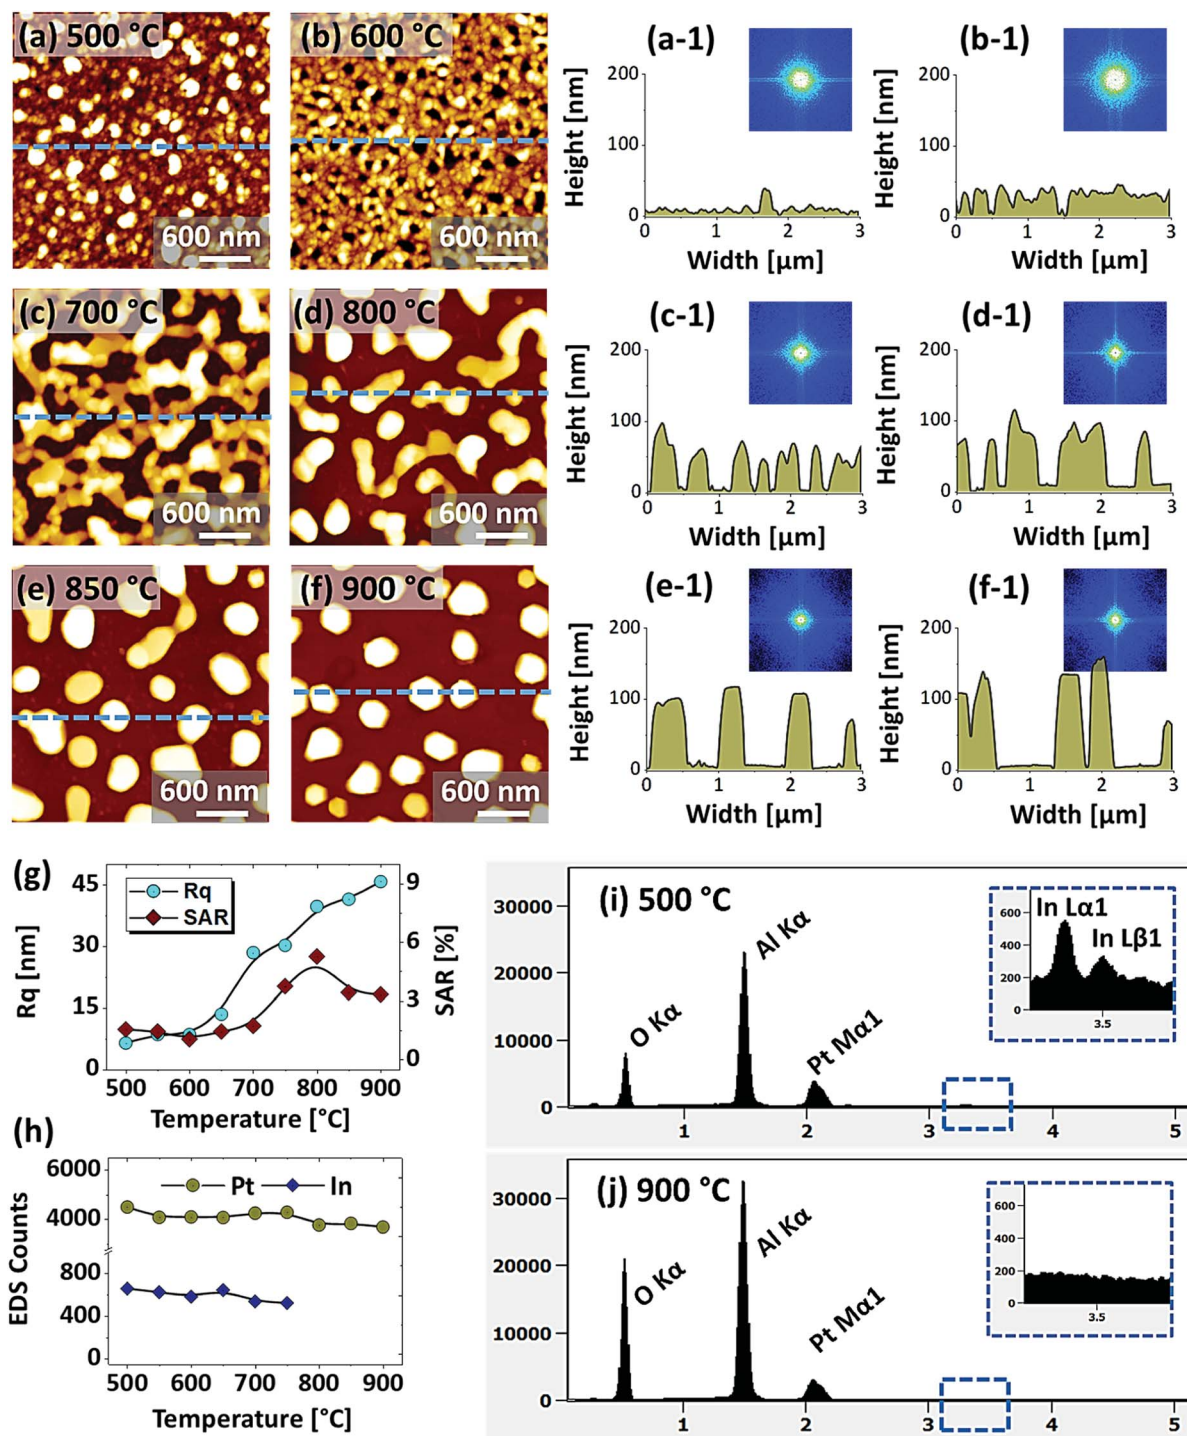 (a) 500 °C
600 nm
(b) 600 °C
600 nm
(a-1)
Height [nm]
200
100
0
0 1 2 3
Width [µm]
(b-1)
Height [nm]
200
100
0
0 1 2 3
Width [µm]
(c) 700 °C
600 nm
(d) 800 °C
600 nm
(c-1)
Height [nm]
200
100
0
0 1 2 3
Width [µm]
(d-1)
Height [nm]
200
100
0
0 1 2 3
Width [µm]
(e) 850 °C
600 nm
(f) 900 °C
600 nm
(e-1)
Height [nm]
200
100
0
0 1 2 3
Width [µm]
(f-1)
Height [nm]
200
100
0
0 1 2 3
Width [µm]
(g)
Rq [nm]
45
30
15
0
Rq
SAR
SAR [%]
9
6
3
0
500 600 700 800 900
Temperature [°C]
(h)
EDS Counts
6000
4000
800
400
0
Pt In
500 600 700 800 900
Temperature [°C]
(i) 500 °C
30000
20000
10000
0
O Kα
Al Kα
Pt Mα1
1 2 3 4 5
In Lα1
In Lβ1
600
400
200
0
3.5
(j) 900 °C
30000
20000
10000
0
O Kα
Al Kα
Pt Mα1
1 2 3 4 5
600
400
200
0
3.5